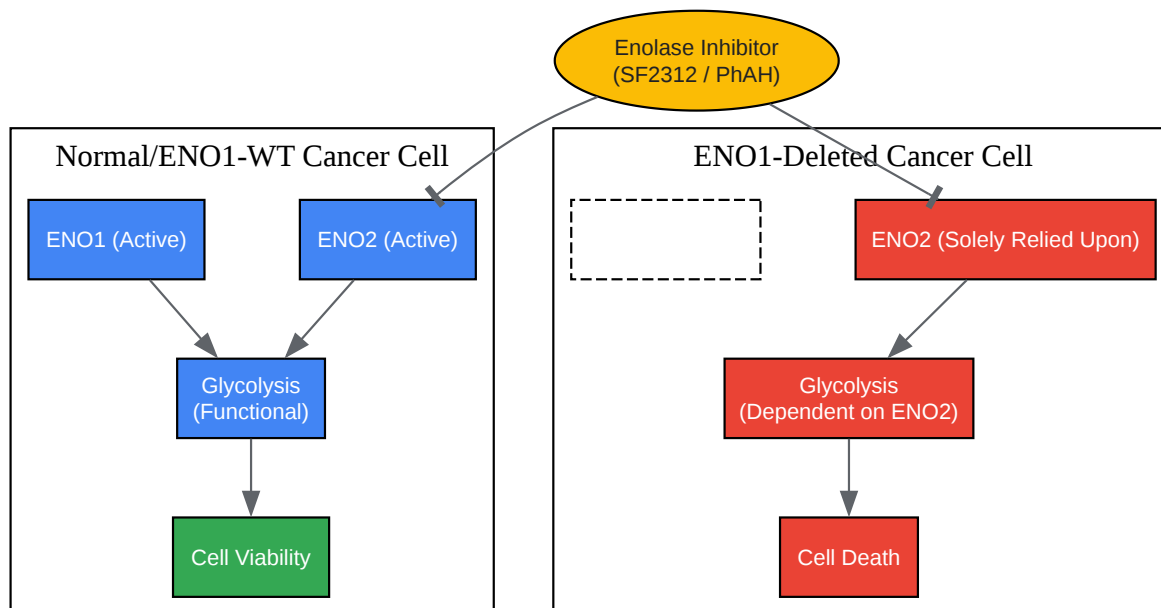 Enolase Inhibitor
(SF2312 / PhAH)
Normal/ENO1-WT Cancer Cell
ENO1 (Active)
ENO2 (Active)
Glycolysis
(Functional)
Cell Viability
ENO1-Deleted Cancer Cell
ENO2 (Solely Relied Upon)
Glycolysis
(Dependent on ENO2)
Cell Death